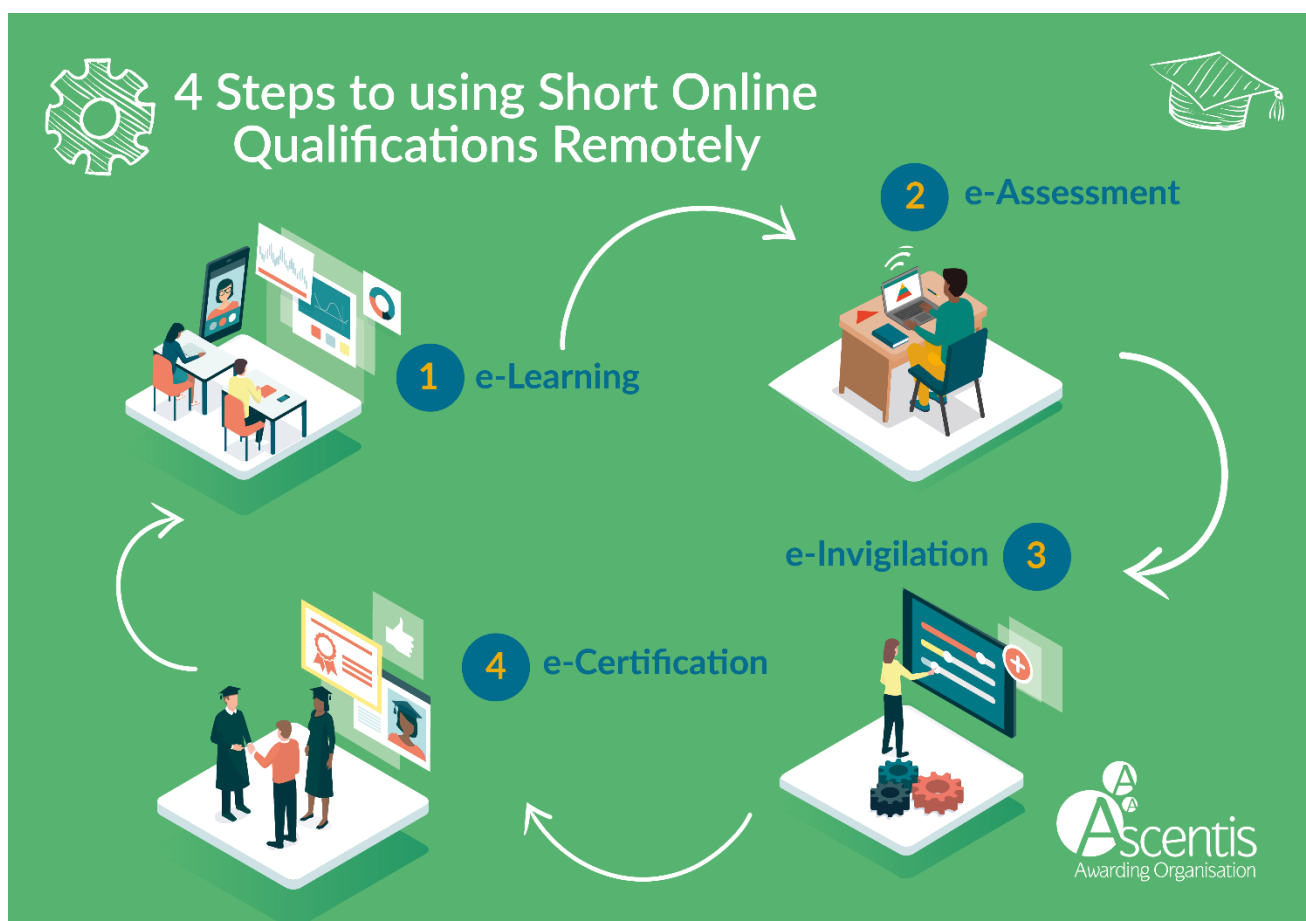 4 Steps to using Short Online
Qualifications Remotely
1 e-Learning
2 e-Assessment
e-Invigilation 3
4 e-Certification
A
A
Ascentis
Awarding Organisation